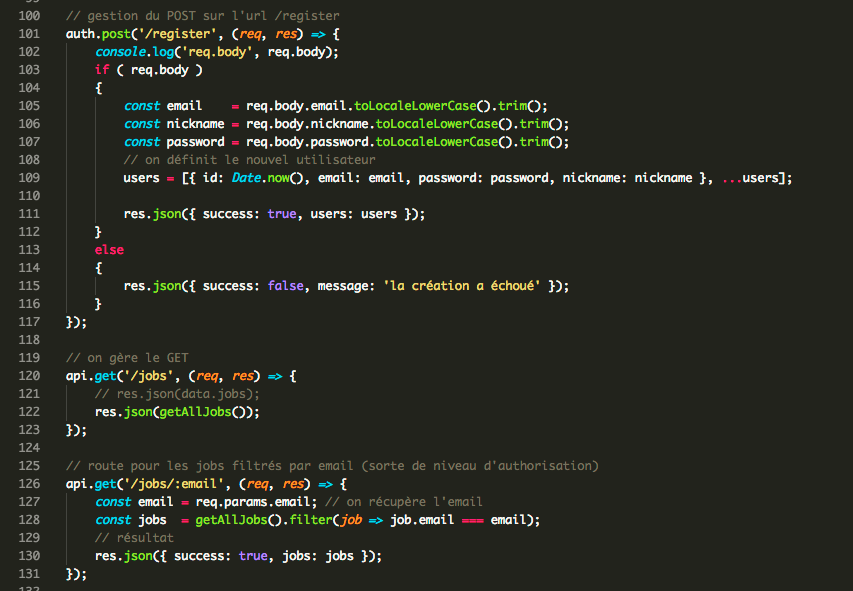 100 // gestion du POST sur l'url /register
101 auth.post('/register', (req, res) => {
102 console.log('req.body', req.body);
103 if ( req.body )
104 {
105 const email    = req.body.email.toLocaleLowerCase().trim();
106 const nickname = req.body.nickname.toLocaleLowerCase().trim();
107 const password = req.body.password.toLocaleLowerCase().trim();
108 // on définit le nouvel utilisateur
109 users = [{ id: Date.now(), email: email, password: password, nickname: nickname }, ...users];
110
111 res.json({ success: true, users: users });
112 }
113 else
114 {
115 res.json({ success: false, message: 'la création a échoué' });
116 }
117 });
118
119 // on gère le GET
120 api.get('/jobs', (req, res) => {
121 // res.json(data.jobs);
122 res.json(getAllJobs());
123 });
124
125 // route pour les jobs filtrés par email (sorte de niveau d'authorisation)
126 api.get('/jobs/:email', (req, res) => {
127 const email = req.params.email; // on récupère l'email
128 const jobs  = getAllJobs().filter(job => job.email === email);
129 // résultat
130 res.json({ success: true, jobs: jobs });
131 });